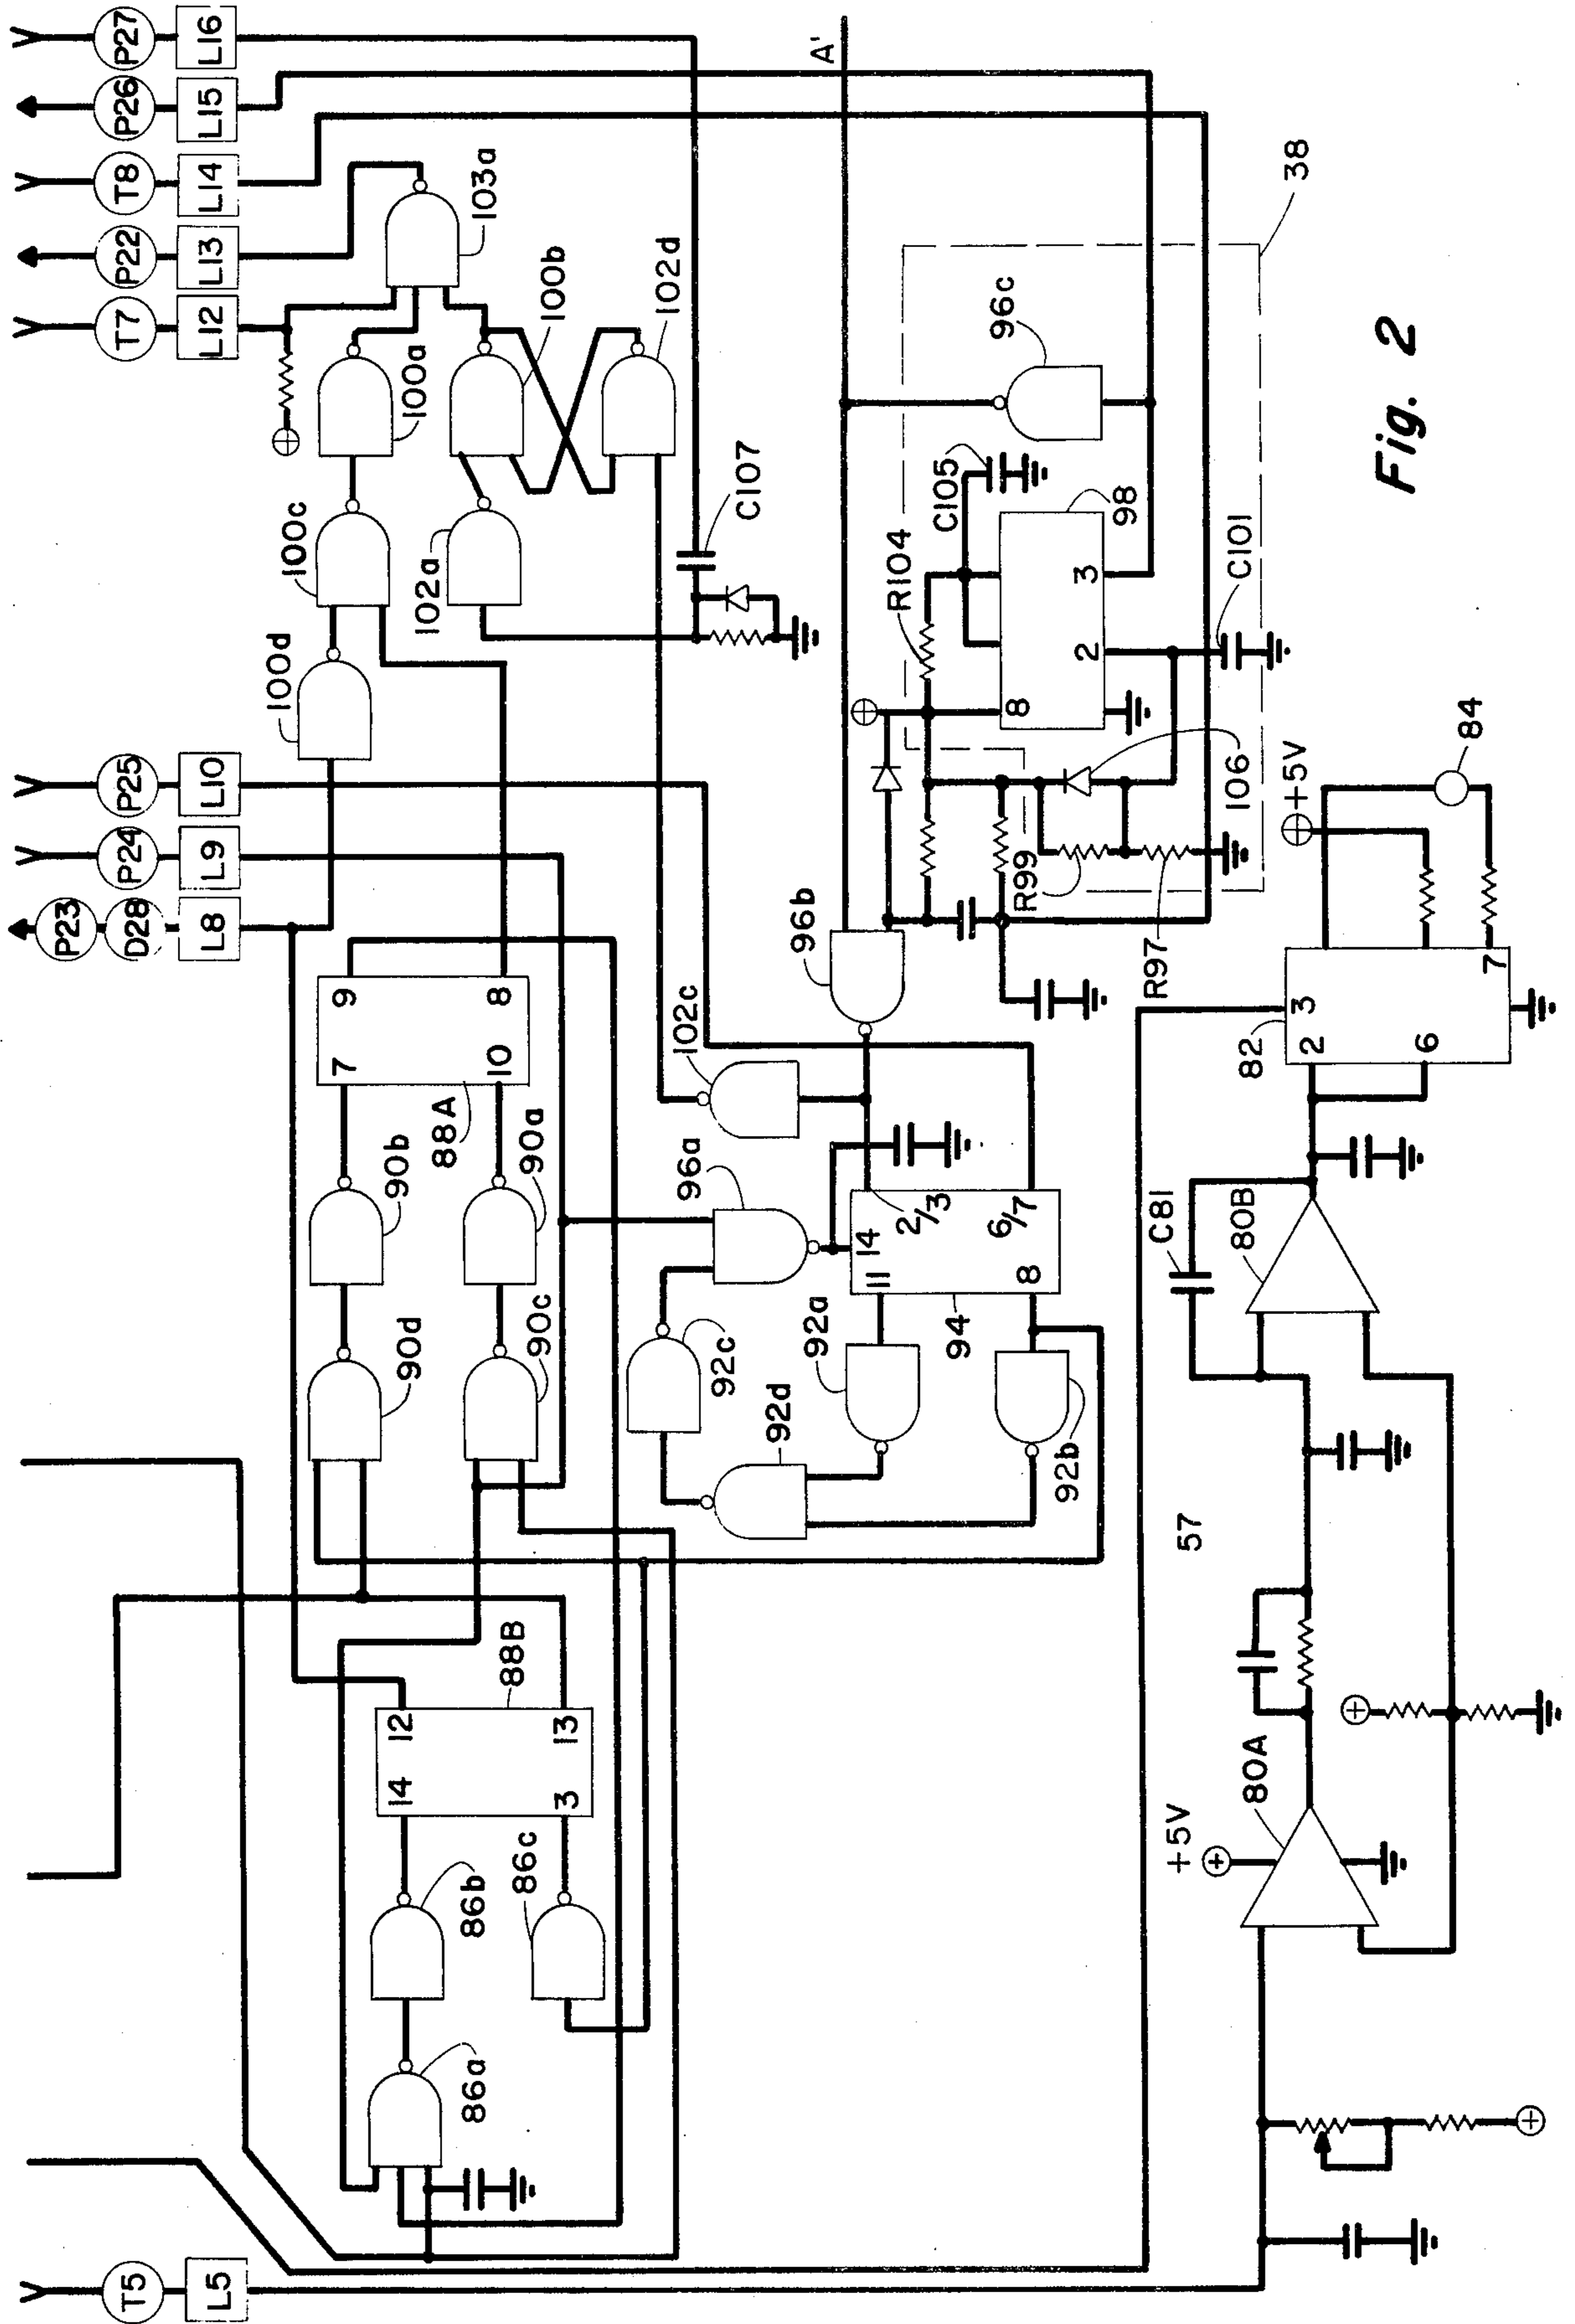 P27
L16
P26
L15
T8
L14
P22
L13
T7
L12
P25
L10
P24
L9
P23
D28
L8
T5
L5
A'
103a
100a
100b
102d
100c
102a
100d
C107
38
96c
C105
R104
98
8
2
3
C101
106
R99
R97
96b
102c
9
8
7
10
88A
90b
90a
90d
90c
96a
14
2/3
11
6/7
8
94
92a
92c
92d
92b
88B
12
14
13
3
86b
86c
86a
+5V
84
82
3
2
6
7
C81
80B
57
80A
+5V
Fig. 2